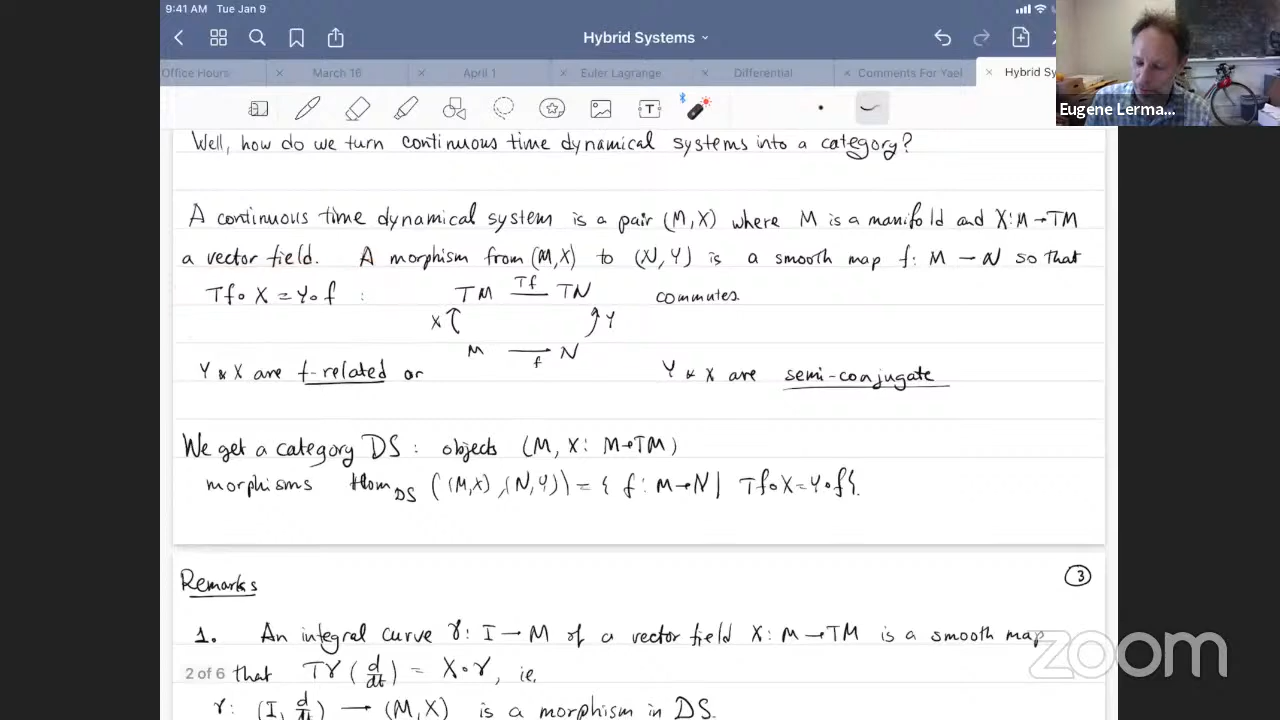 9:41 AM Tue Jan 9
Hybrid Systems
Office Hours
March 16
April 1
Euler Lagrange
Differential
Comments For Yael
Hybrid Sy
Eugene Lerma...
Well, how do we turn continuous time dynamical systems into a category?
A continuous time dynamical system is a pair (M, X) where M is a manifold and X: M → TM
a vector field. A morphism from (M, X) to (N, Y) is a smooth map f: M → N so that
Tf∘X = Y∘f : TM Tf TN commutes.
X Y
M f N
Y & X are f-related or Y & X are semi-conjugate
We get a category DS: objects (M, X: M→TM)
morphisms Hom_DS ((M,X), (N,Y)) = { f: M→N | Tf∘X = Y∘f}.
Remarks 3
1. An integral curve γ: I → M of a vector field X: M → TM is a smooth map
2 of 6 that Tγ(d/dt) = X∘γ, ie.
γ: (I, d/dt) → (M, X) is a morphism in DS.
zoom